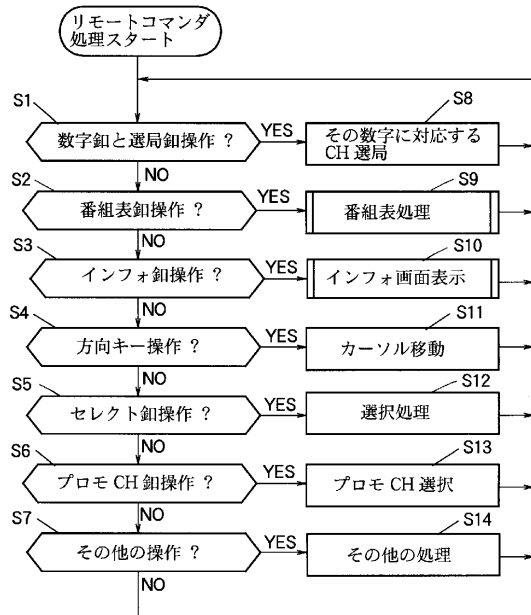 リモートコマンダ
処理スタート
S1
数字釦と選局釦操作 ?
YES
S8
その数字に対応する
CH 選局
NO
S2
番組表釦操作 ?
YES
S9
番組表処理
NO
S3
インフォ釦操作 ?
YES
S10
インフォ画面表示
NO
S4
方向キー操作 ?
YES
S11
カーソル移動
NO
S5
セレクト釦操作 ?
YES
S12
選択処理
NO
S6
プロモ CH 釦操作 ?
YES
S13
プロモ CH 選択
NO
S7
その他の操作 ?
YES
S14
その他の処理
NO